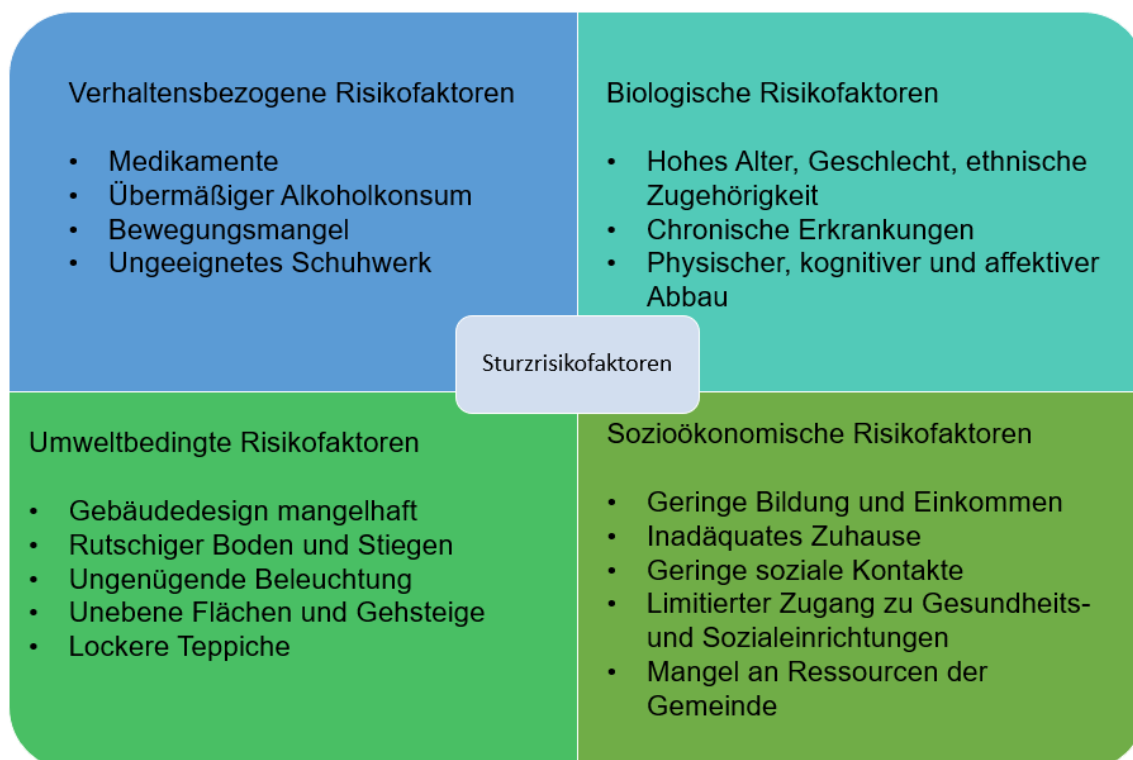 Verhaltensbezogene Risikofaktoren
• Medikamente
• Übermäßiger Alkoholkonsum
• Bewegungsmangel
• Ungeeignetes Schuhwerk
Biologische Risikofaktoren
• Hohes Alter, Geschlecht, ethnische
Zugehörigkeit
• Chronische Erkrankungen
• Physischer, kognitiver und affektiver
Abbau
Sturzrisikofaktoren
Umweltbedingte Risikofaktoren
• Gebäudedesign mangelhaft
• Rutschiger Boden und Stiegen
• Ungenügende Beleuchtung
• Unebene Flächen und Gehsteige
• Lockere Teppiche
Sozioökonomische Risikofaktoren
• Geringe Bildung und Einkommen
• Inadäquates Zuhause
• Geringe soziale Kontakte
• Limitierter Zugang zu Gesundheits-
und Sozialeinrichtungen
• Mangel an Ressourcen der
Gemeinde